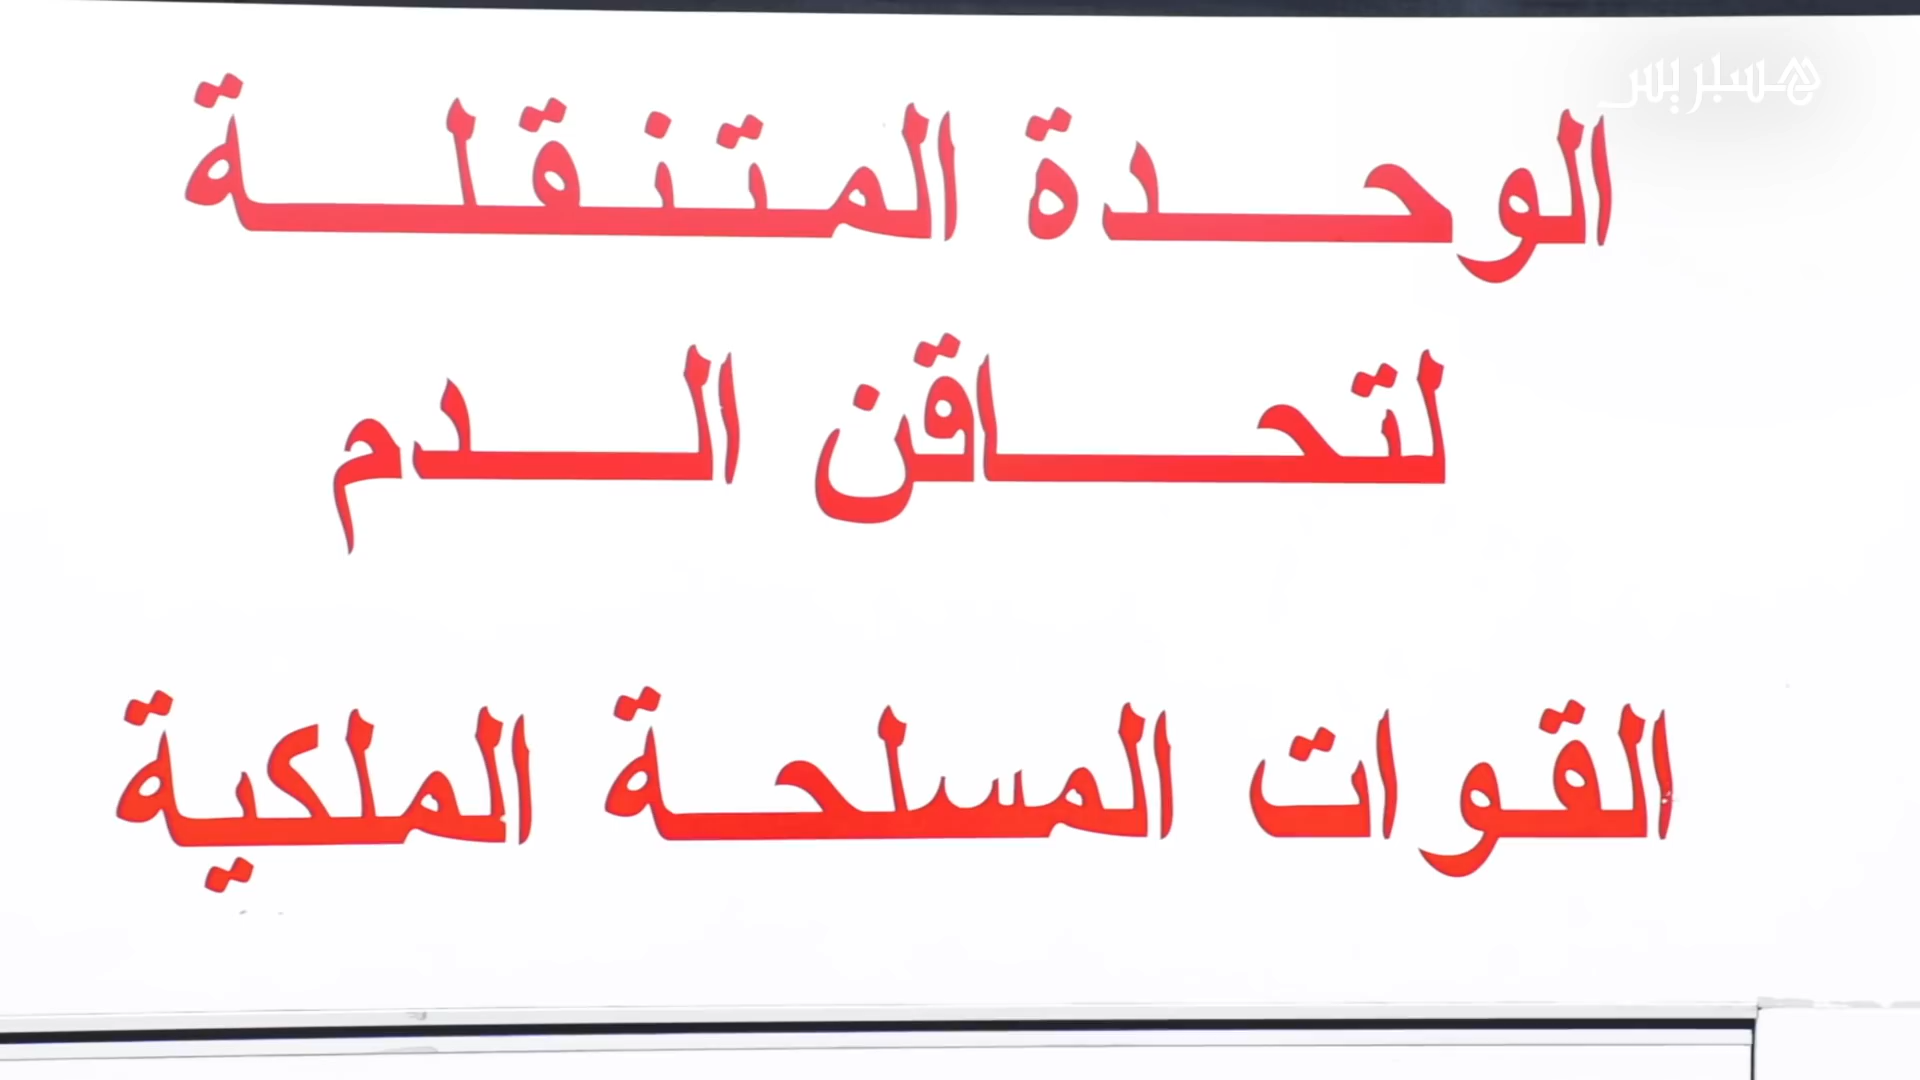 هسبريس
الوحدة المتنقلة
لتحاقن الدم
القوات المسلحة الملكية